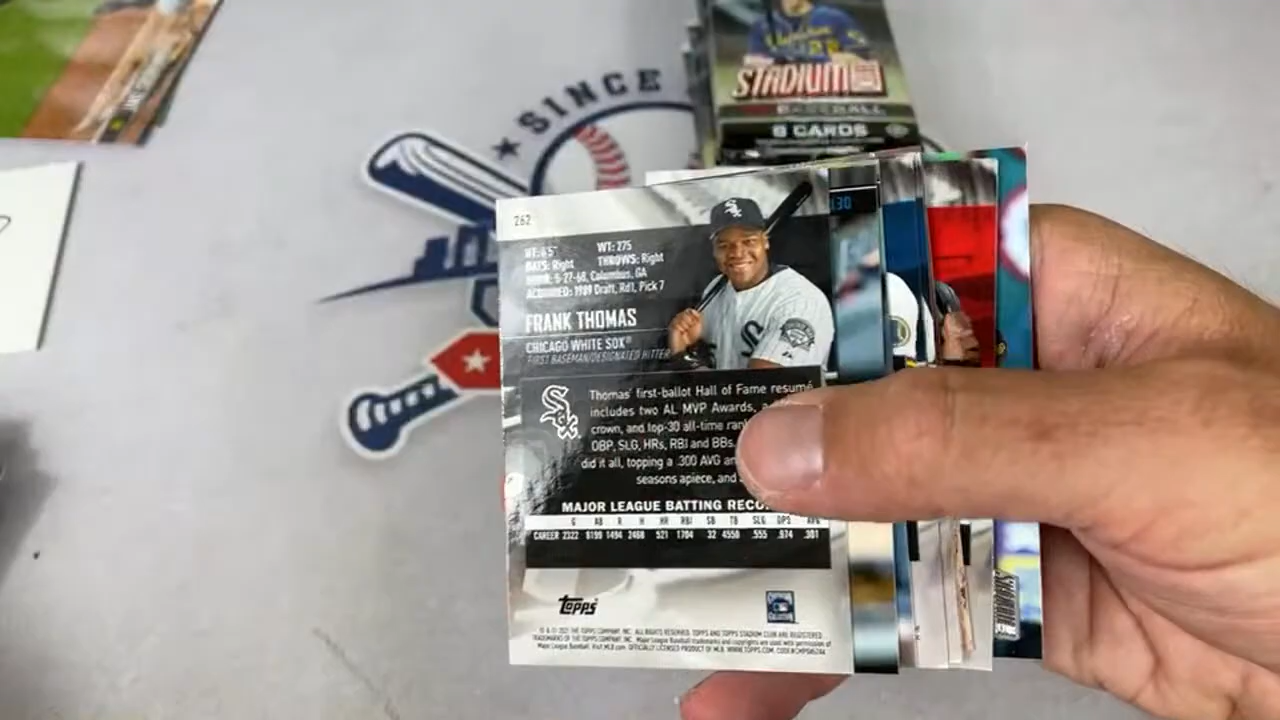 SINCE
STADIUM
BASEBALL
8 CARDS
262
HT: 6'5" WT: 275
BATS: Right THROWS: Right
BORN: 5-27-68, Columbus, GA
ACQUIRED: 1989 Draft, Rd1, Pick 7
FRANK THOMAS
CHICAGO WHITE SOX®
FIRST BASEMAN/DESIGNATED HITTER
Sox
Thomas' first-ballot Hall of Fame resumé
includes two AL MVP Awards, a
crown, and top-30 all-time
OBP, SLG, HRs, RBI and BBs.
did it all, topping a .300 AVG
seasons apiece, and
MAJOR LEAGUE BATTING
G AB R H HR RBI SB TB SLG OPS AVG
CAREER 2322 8199 1494 2468 521 1704 32 4550 .555 .974 .301
Topps
® & © 2021 THE TOPPS COMPANY, INC. ALL RIGHTS RESERVED. TOPPS AND TOPPS STADIUM CLUB ARE REGISTERED
TRADEMARKS OF THE TOPPS COMPANY, INC. Major League Baseball trademarks and copyrights are used with permission of
Major League Baseball. Visit MLB.com. OFFICIALLY LICENSED PRODUCT OF MLB. WWW.TOPPS.COM.